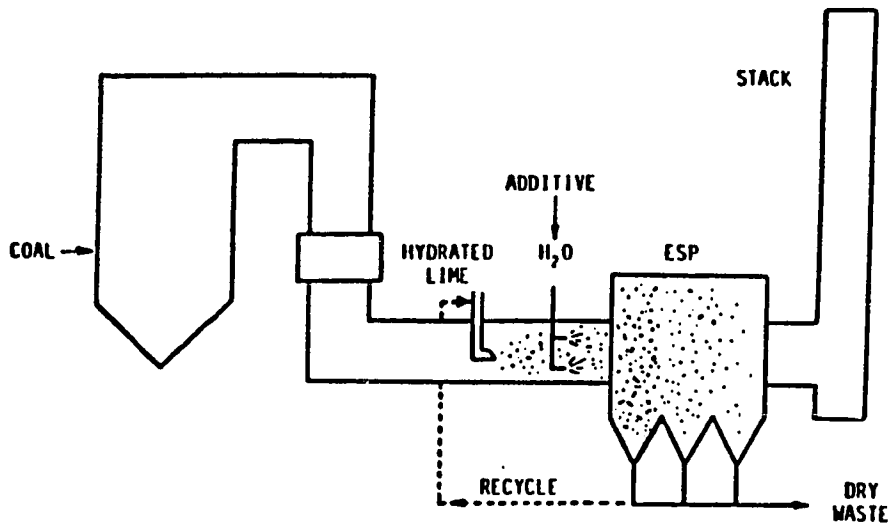 STACK
ADDITIVE
COAL
HYDRATED
LIME
H₂O
ESP
RECYCLE
DRY
WASTE